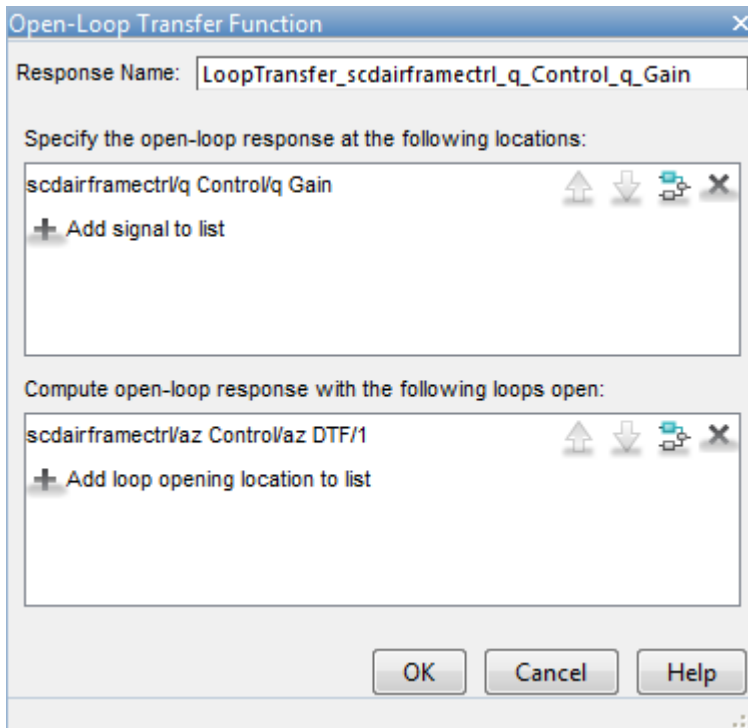 Open-Loop Transfer Function
Response Name: LoopTransfer_scdairframectrl_q_Control_q_Gain
Specify the open-loop response at the following locations:
scdairframectrl/q Control/q Gain
Add signal to list
Compute open-loop response with the following loops open:
scdairframectrl/az Control/az DTF/1
Add loop opening location to list
OK Cancel Help